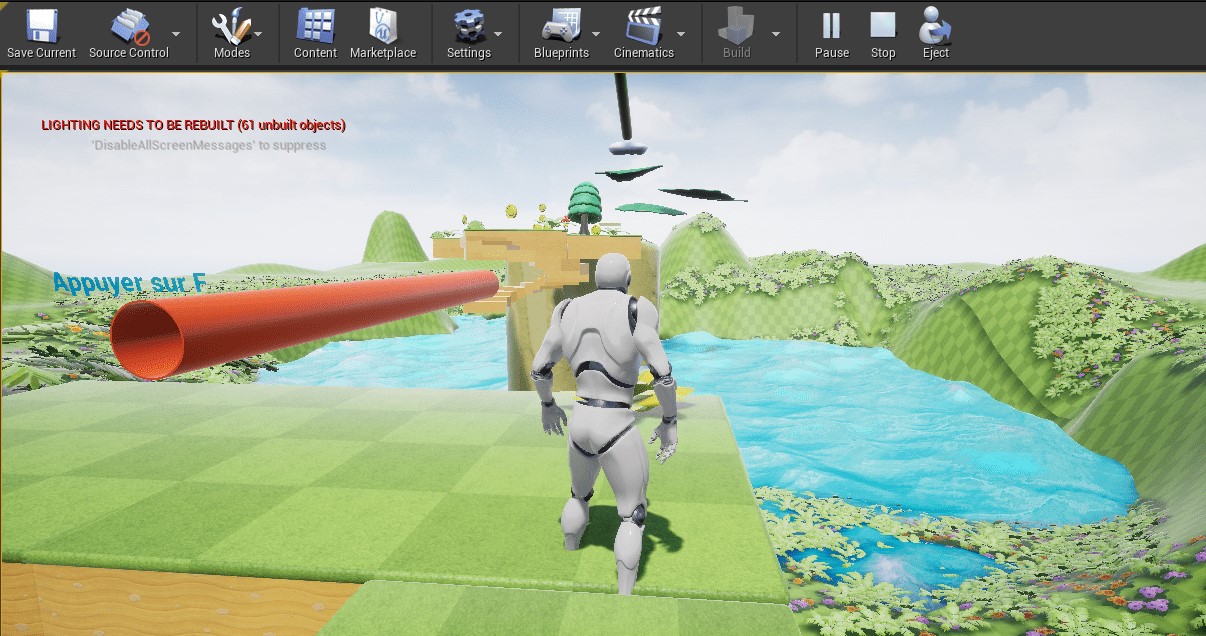 Save Current Source Control Modes Content Marketplace Settings Blueprints Cinematics Build Pause Stop Eject
LIGHTING NEEDS TO BE REBUILT (61 unbuilt objects)
'DisableAllScreenMessages' to suppress
Appuyer sur F